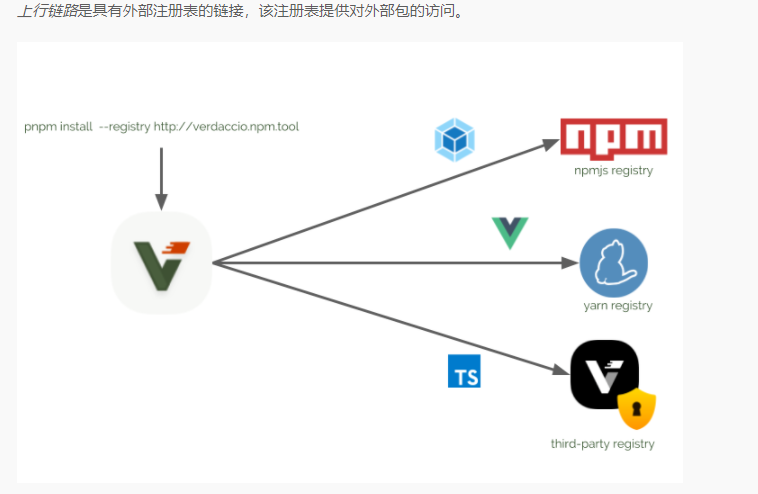 上行链路是具有外部注册表的链接，该注册表提供对外部包的访问。
pnpm install --registry http://verdaccio.npm.tool
npm
npmjs registry
yarn registry
TS
third-party registry